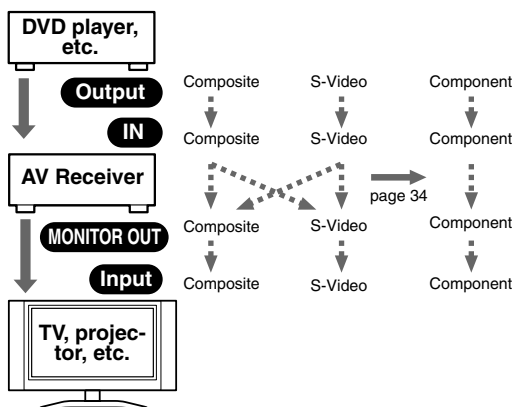 DVD player,
etc.
Output
Composite S-Video Component
IN
Composite S-Video Component
AV Receiver
page 34
MONITOR OUT
Composite S-Video Component
Input
Composite S-Video Component
TV, projec-
tor, etc.